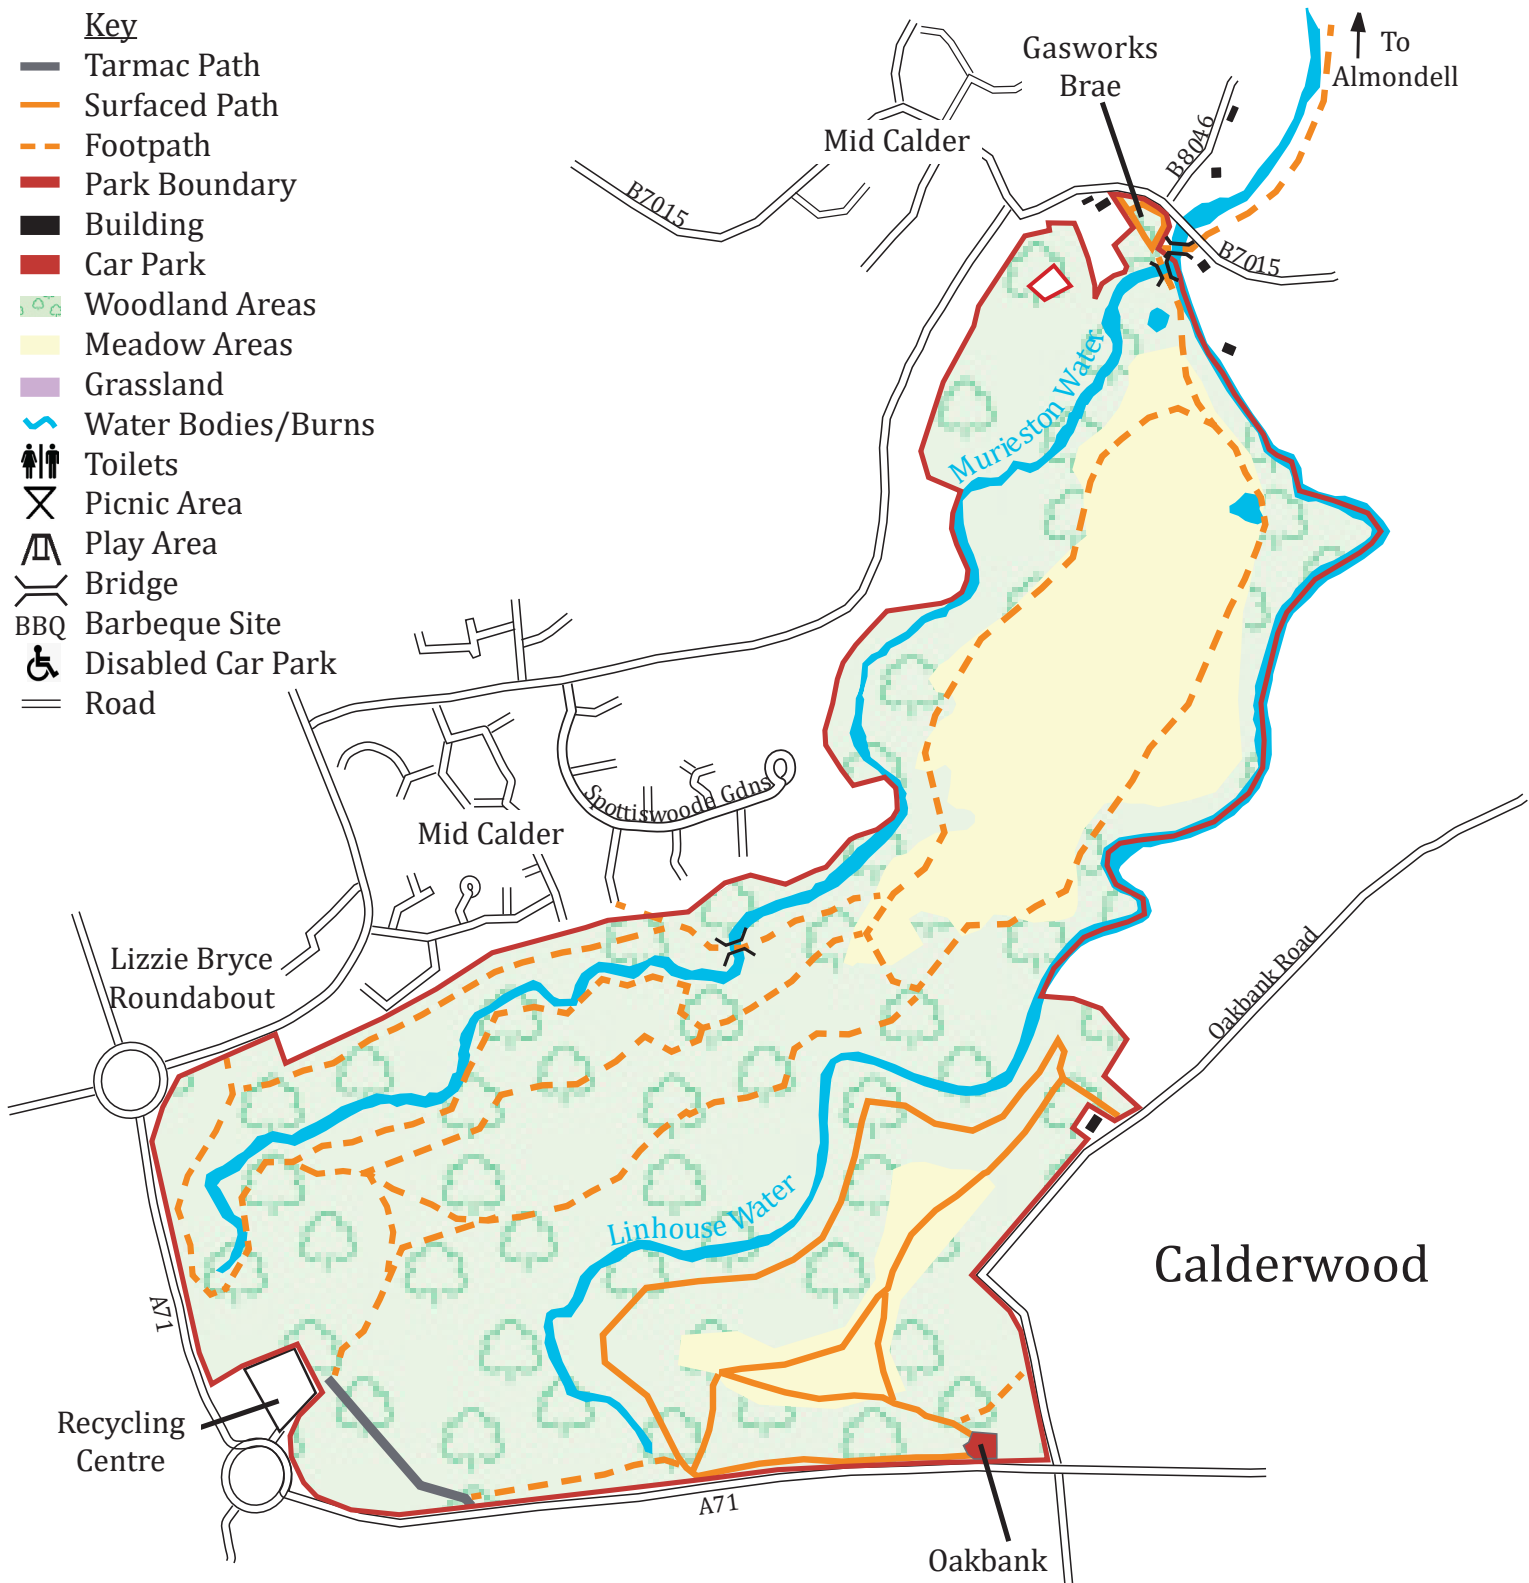 Key
Tarmac Path
Surfaced Path
Footpath
Park Boundary
Building
Car Park
Woodland Areas
Meadow Areas
Grassland
Water Bodies/Burns
Toilets
Picnic Area
Play Area
Bridge
BBQ Barbeque Site
Disabled Car Park
Road
Gasworks
Brae
To
Almondell
Mid Calder
B8046
B7015
B7015
Murieston Water
Spottiswoode Gdns
Mid Calder
Lizzie Bryce
Roundabout
Oakbank Road
Linhouse Water
Calderwood
A71
Recycling
Centre
A71
Oakbank